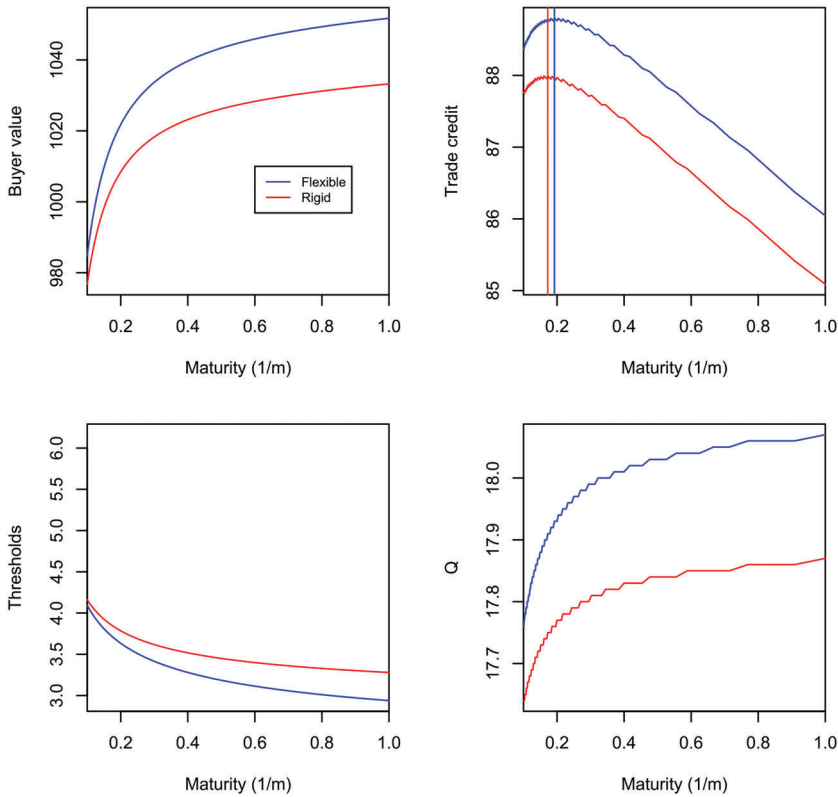 Buyer value
980 1000 1020 1040
Flexible
Rigid
0.2 0.4 0.6 0.8 1.0
Maturity (1/m)
Trade credit
85 86 87 88
0.2 0.4 0.6 0.8 1.0
Maturity (1/m)
Thresholds
3.0 3.5 4.0 4.5 5.0 5.5 6.0
0.2 0.4 0.6 0.8 1.0
Maturity (1/m)
Q
17.7 17.8 17.9 18.0
0.2 0.4 0.6 0.8 1.0
Maturity (1/m)